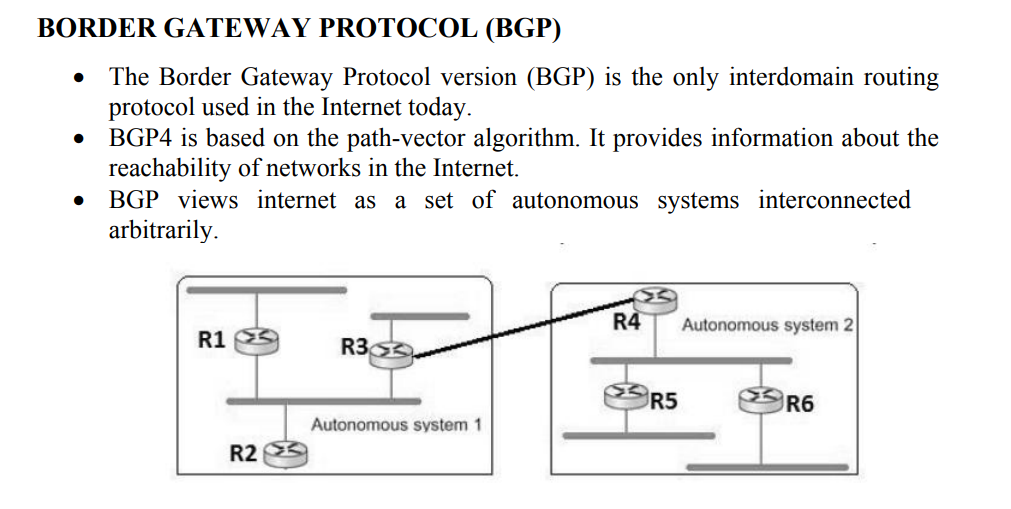 BORDER GATEWAY PROTOCOL (BGP)
• The Border Gateway Protocol version (BGP) is the only interdomain routing
protocol used in the Internet today.
• BGP4 is based on the path-vector algorithm. It provides information about the
reachability of networks in the Internet.
• BGP views internet as a set of autonomous systems interconnected
arbitrarily.
R1
R3
Autonomous system 1
R2
R4
Autonomous system 2
R5
R6